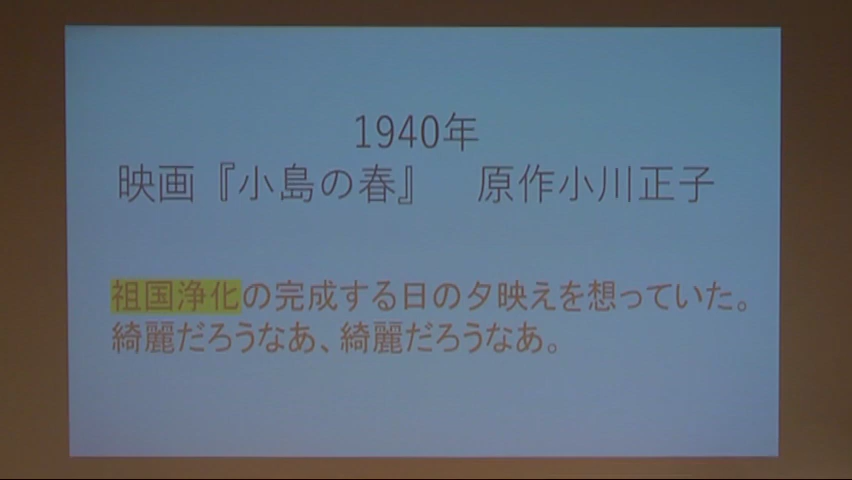 1940年
映画『小島の春』　原作小川正子
祖国浄化の完成する日の夕映えを想っていた。
綺麗だろうなあ、綺麗だろうなあ。